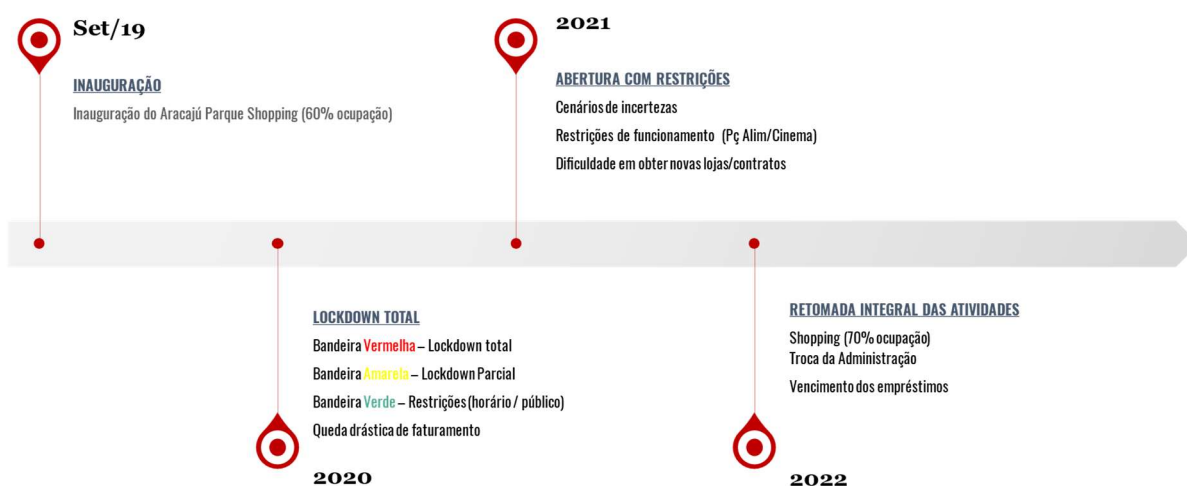 Set/19
INAUGURAÇÃO
Inauguração do Aracajú Parque Shopping (60% ocupação)
2021
ABERTURA COM RESTRIÇÕES
Cenários de incertezas
Restrições de funcionamento (Pç Alim/Cinema)
Dificuldade em obter novas lojas/contratos
LOCKDOWN TOTAL
Bandeira Vermelha – Lockdown total
Bandeira Amarela – Lockdown Parcial
Bandeira Verde – Restrições (horário / público)
Queda drástica de faturamento
2020
RETOMADA INTEGRAL DAS ATIVIDADES
Shopping (70% ocupação)
Troca da Administração
Vencimento dos empréstimos
2022